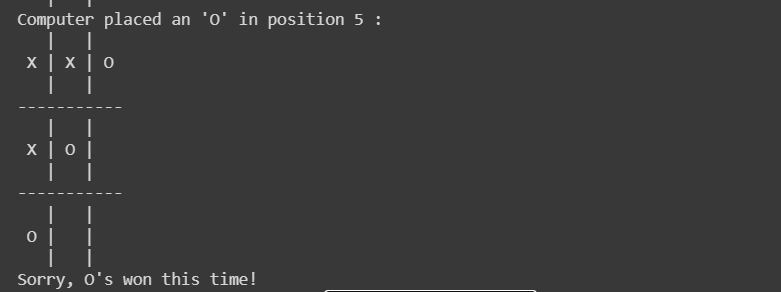 Computer placed an 'O' in position 5 :
   |   |
 X | X | O
   |   |
-----------
   |   |
 X | O |
   |   |
-----------
   |   |
 O |   |
   |   |
Sorry, O's won this time!